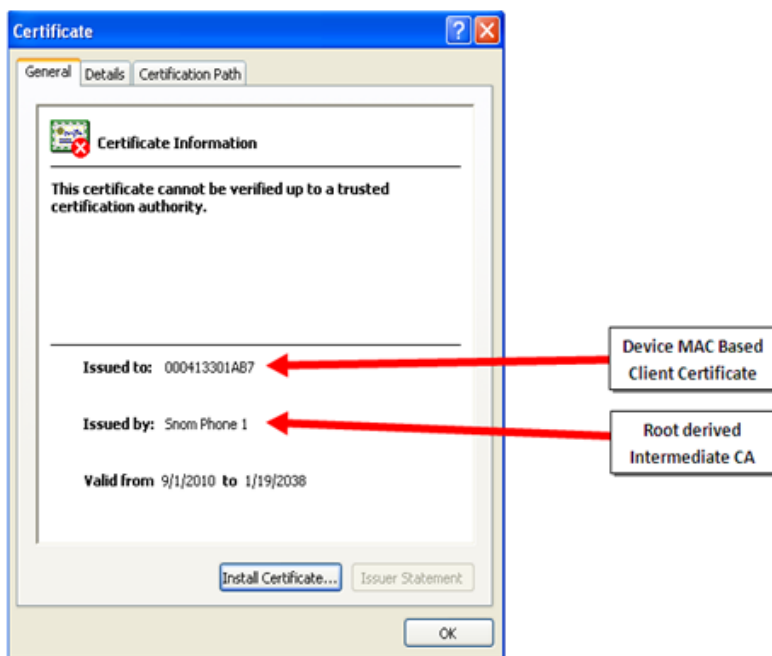 Certificate
General Details Certification Path
Certificate Information
This certificate cannot be verified up to a trusted
certification authority.
Issued to: 000413301AB7
Issued by: Snom Phone 1
Valid from 9/1/2010 to 1/19/2038
Install Certificate... Issuer Statement
OK
Device MAC Based
Client Certificate
Root derived
Intermediate CA